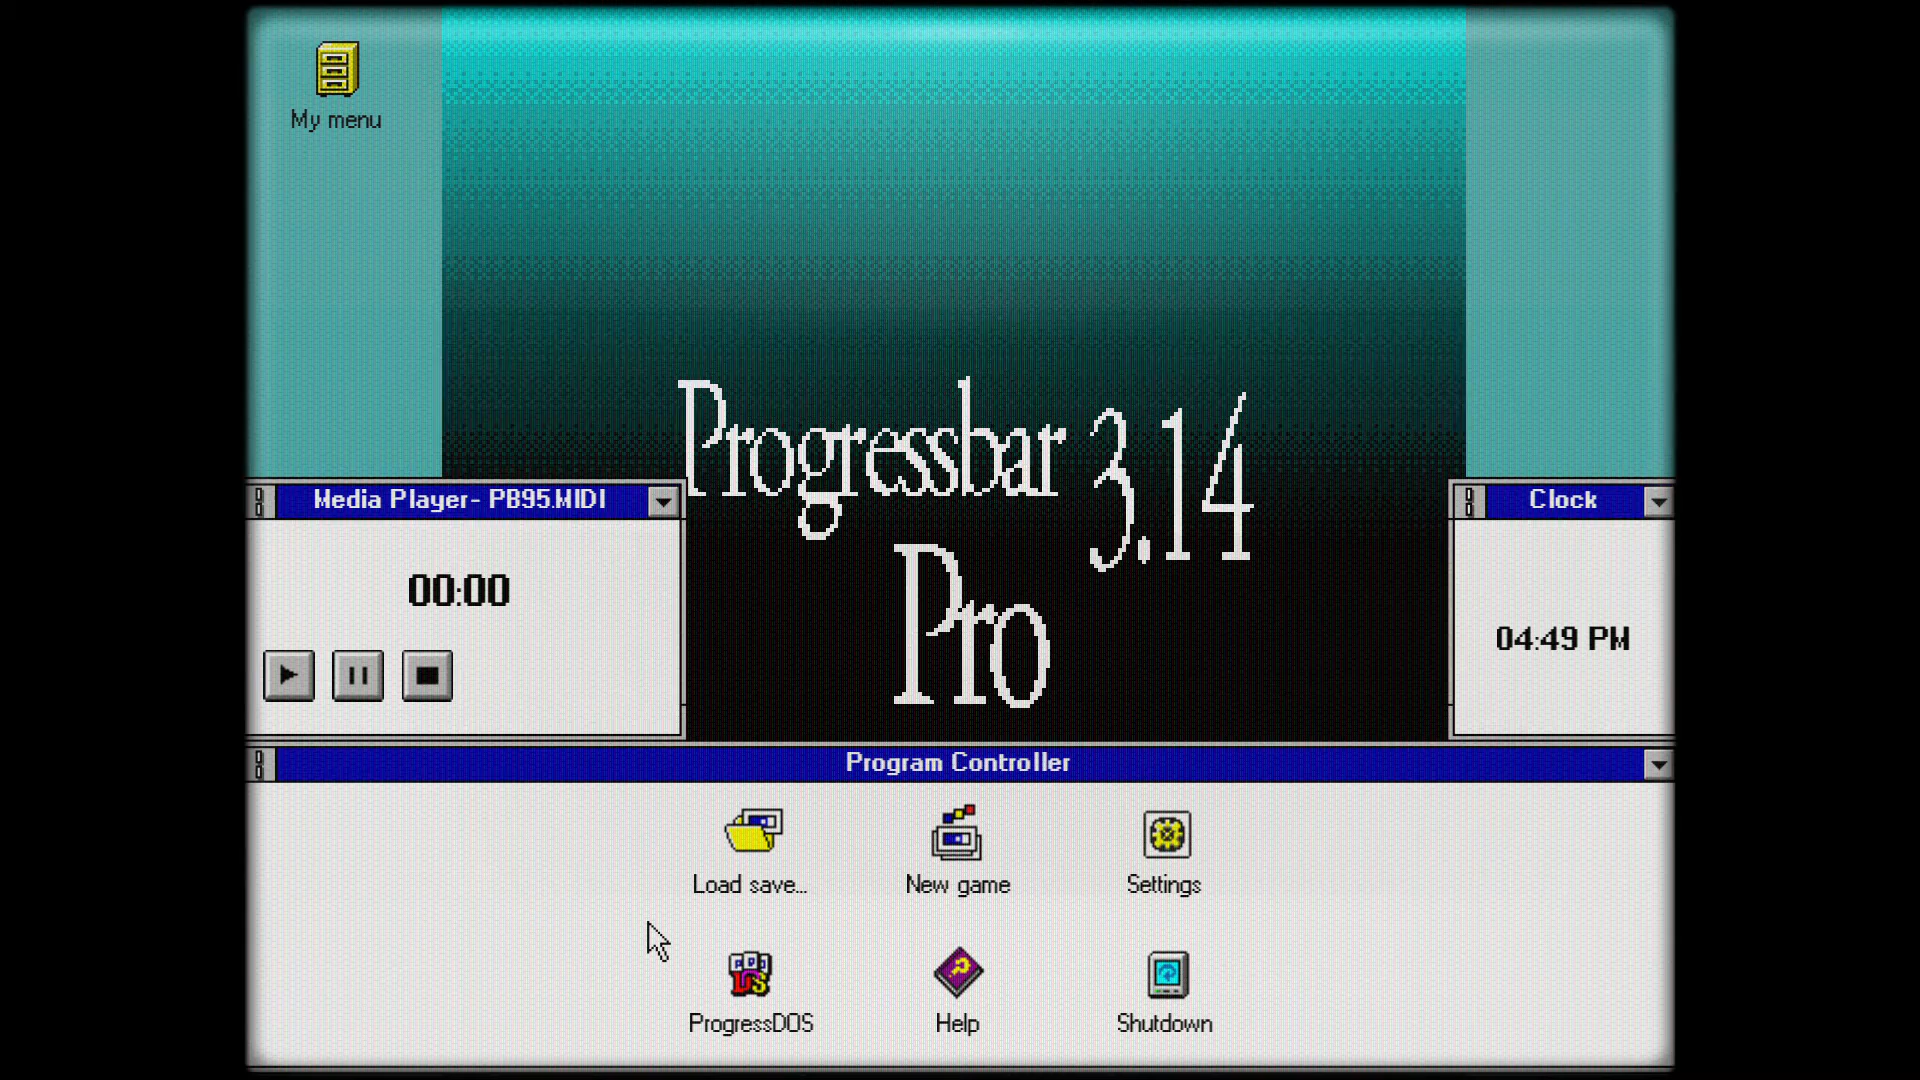 My menu
Progressbar 3.14
Pro
Media Player- PB95.MIDI
00:00
Clock
04:49 PM
Program Controller
Load save...
New game
Settings
ProgressDOS
Help
Shutdown